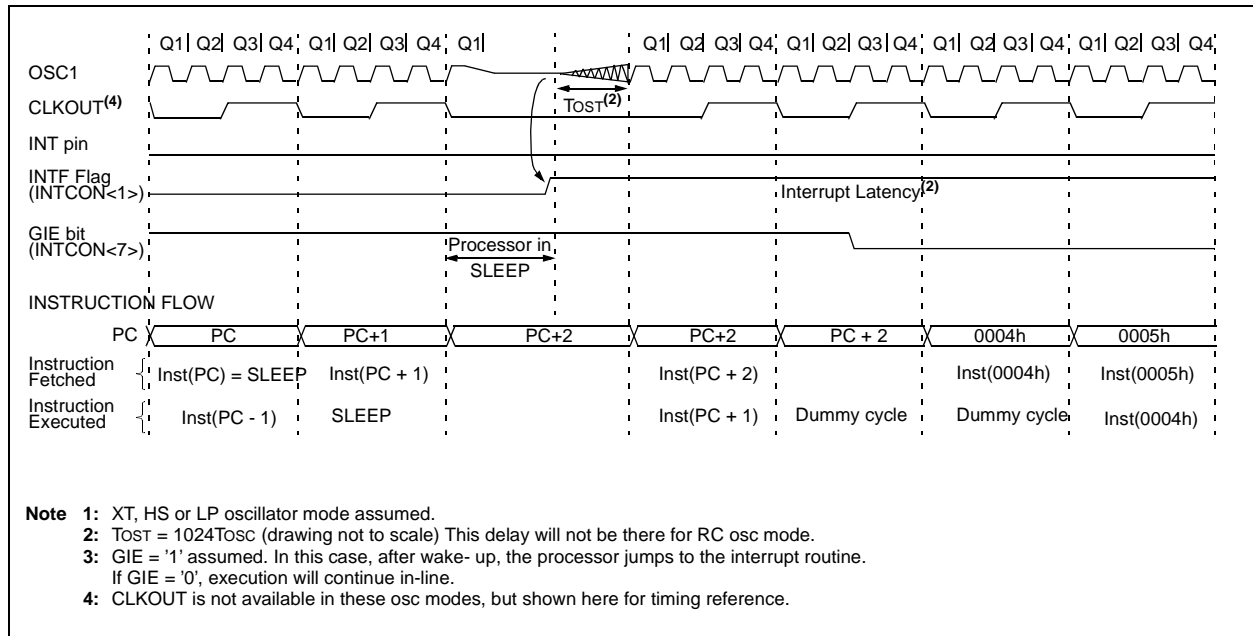 Q1 Q2 Q3 Q4 Q1 Q2 Q3 Q4 Q1 Q1 Q2 Q3 Q4 Q1 Q2 Q3 Q4 Q1 Q2 Q3 Q4 Q1 Q2 Q3 Q4
OSC1
CLKOUT(4)
TOST(2)
INT pin
INTF Flag
(INTCON<1>)
Interrupt Latency(2)
GIE bit
(INTCON<7>)
Processor in
SLEEP
INSTRUCTION FLOW
PC PC PC+1 PC+2 PC+2 PC + 2 0004h 0005h
Instruction
Fetched
Inst(PC) = SLEEP Inst(PC + 1) Inst(PC + 2) Inst(0004h) Inst(0005h)
Instruction
Executed
Inst(PC - 1) SLEEP Inst(PC + 1) Dummy cycle Dummy cycle Inst(0004h)
Note 1: XT, HS or LP oscillator mode assumed.
2: TOST = 1024TOSC (drawing not to scale) This delay will not be there for RC osc mode.
3: GIE = '1' assumed. In this case, after wake- up, the processor jumps to the interrupt routine.
If GIE = '0', execution will continue in-line.
4: CLKOUT is not available in these osc modes, but shown here for timing reference.